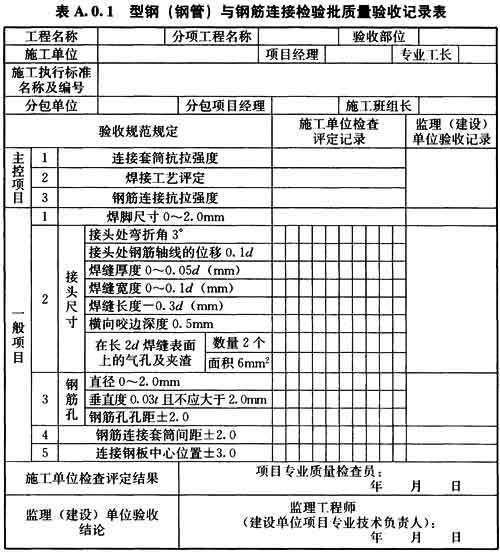 表 A.0.1 型钢（钢管）与钢筋连接检验批质量验收记录表
工程名称 分项工程名称 验收部位
施工单位 项目经理 专业工长
施工执行标准
名称及编号
分包单位 分包项目经理 施工班组长
验收规范规定 施工单位检查
评定记录 监理（建设）
单位验收记录
主控项目
1 连接套筒抗拉强度
2 焊接工艺评定
3 钢筋连接抗拉强度
一般项目
1 焊脚尺寸 0～2.0mm
2 接头尺寸
接头处弯折角 3°
接头处钢筋轴线的位移 0.1d
焊缝厚度 0～0.05d（mm）
焊缝宽度 0～0.1d（mm）
焊缝长度－0.3d（mm）
横向咬边深度 0.5mm
在长 2d 焊缝表面
上的气孔及夹渣
数量 2 个
面积 6mm²
3 钢筋孔
直径 0～2.0mm
垂直度 0.03t 且不应大于 2.0mm
钢筋孔孔距±2.0
4 钢筋连接套筒间距±2.0
5 连接钢板中心位置±3.0
施工单位检查评定结果 项目专业质量检查员：
年 月 日
监理（建设）单位验收
结论
监理工程师
（建设单位项目专业技术负责人）：
年 月 日